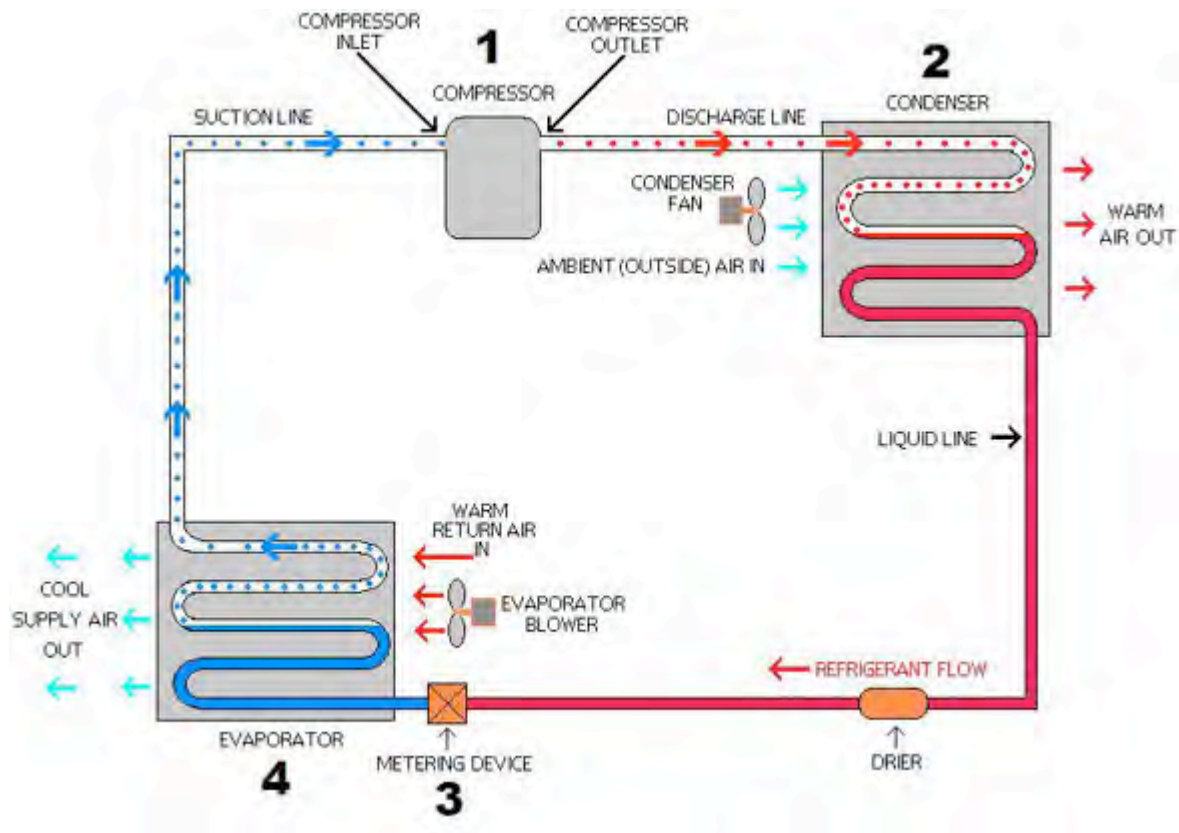 COMPRESSOR
INLET
1
COMPRESSOR
OUTLET
2
COMPRESSOR
CONDENSER
SUCTION LINE
DISCHARGE LINE
CONDENSER
FAN
WARM
AIR OUT
AMBIENT (OUTSIDE) AIR IN
LIQUID LINE
WARM
RETURN AIR
IN
COOL
SUPPLY AIR
OUT
EVAPORATOR
BLOWER
REFRIGERANT FLOW
EVAPORATOR
4
METERING DEVICE
3
DRIER